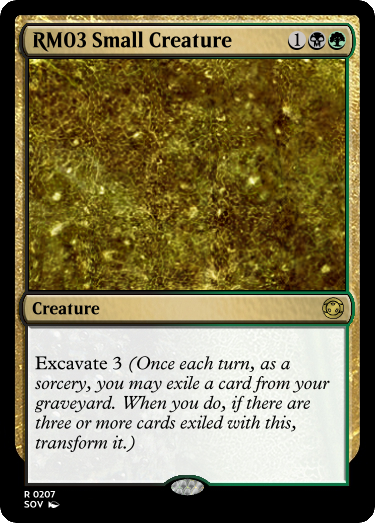 RM03 Small Creature 1
Creature
Excavate 3 (Once each turn, as a
sorcery, you may exile a card from your
graveyard. When you do, if there are
three or more cards exiled with this,
transform it.)
R 0207
SOV